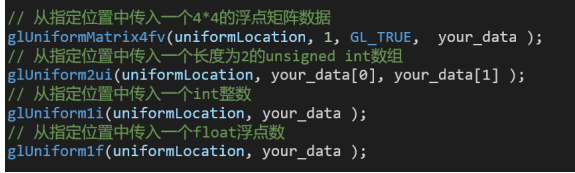 // 从指定位置中传入一个4*4的浮点矩阵数据
glUniformMatrix4fv(uniformLocation, 1, GL_TRUE,  your_data );
// 从指定位置中传入一个长度为2的unsigned int数组
glUniform2ui(uniformLocation, your_data[0], your_data[1] );
// 从指定位置中传入一个int整数
glUniform1i(uniformLocation, your_data );
// 从指定位置中传入一个float浮点数
glUniform1f(uniformLocation, your_data );